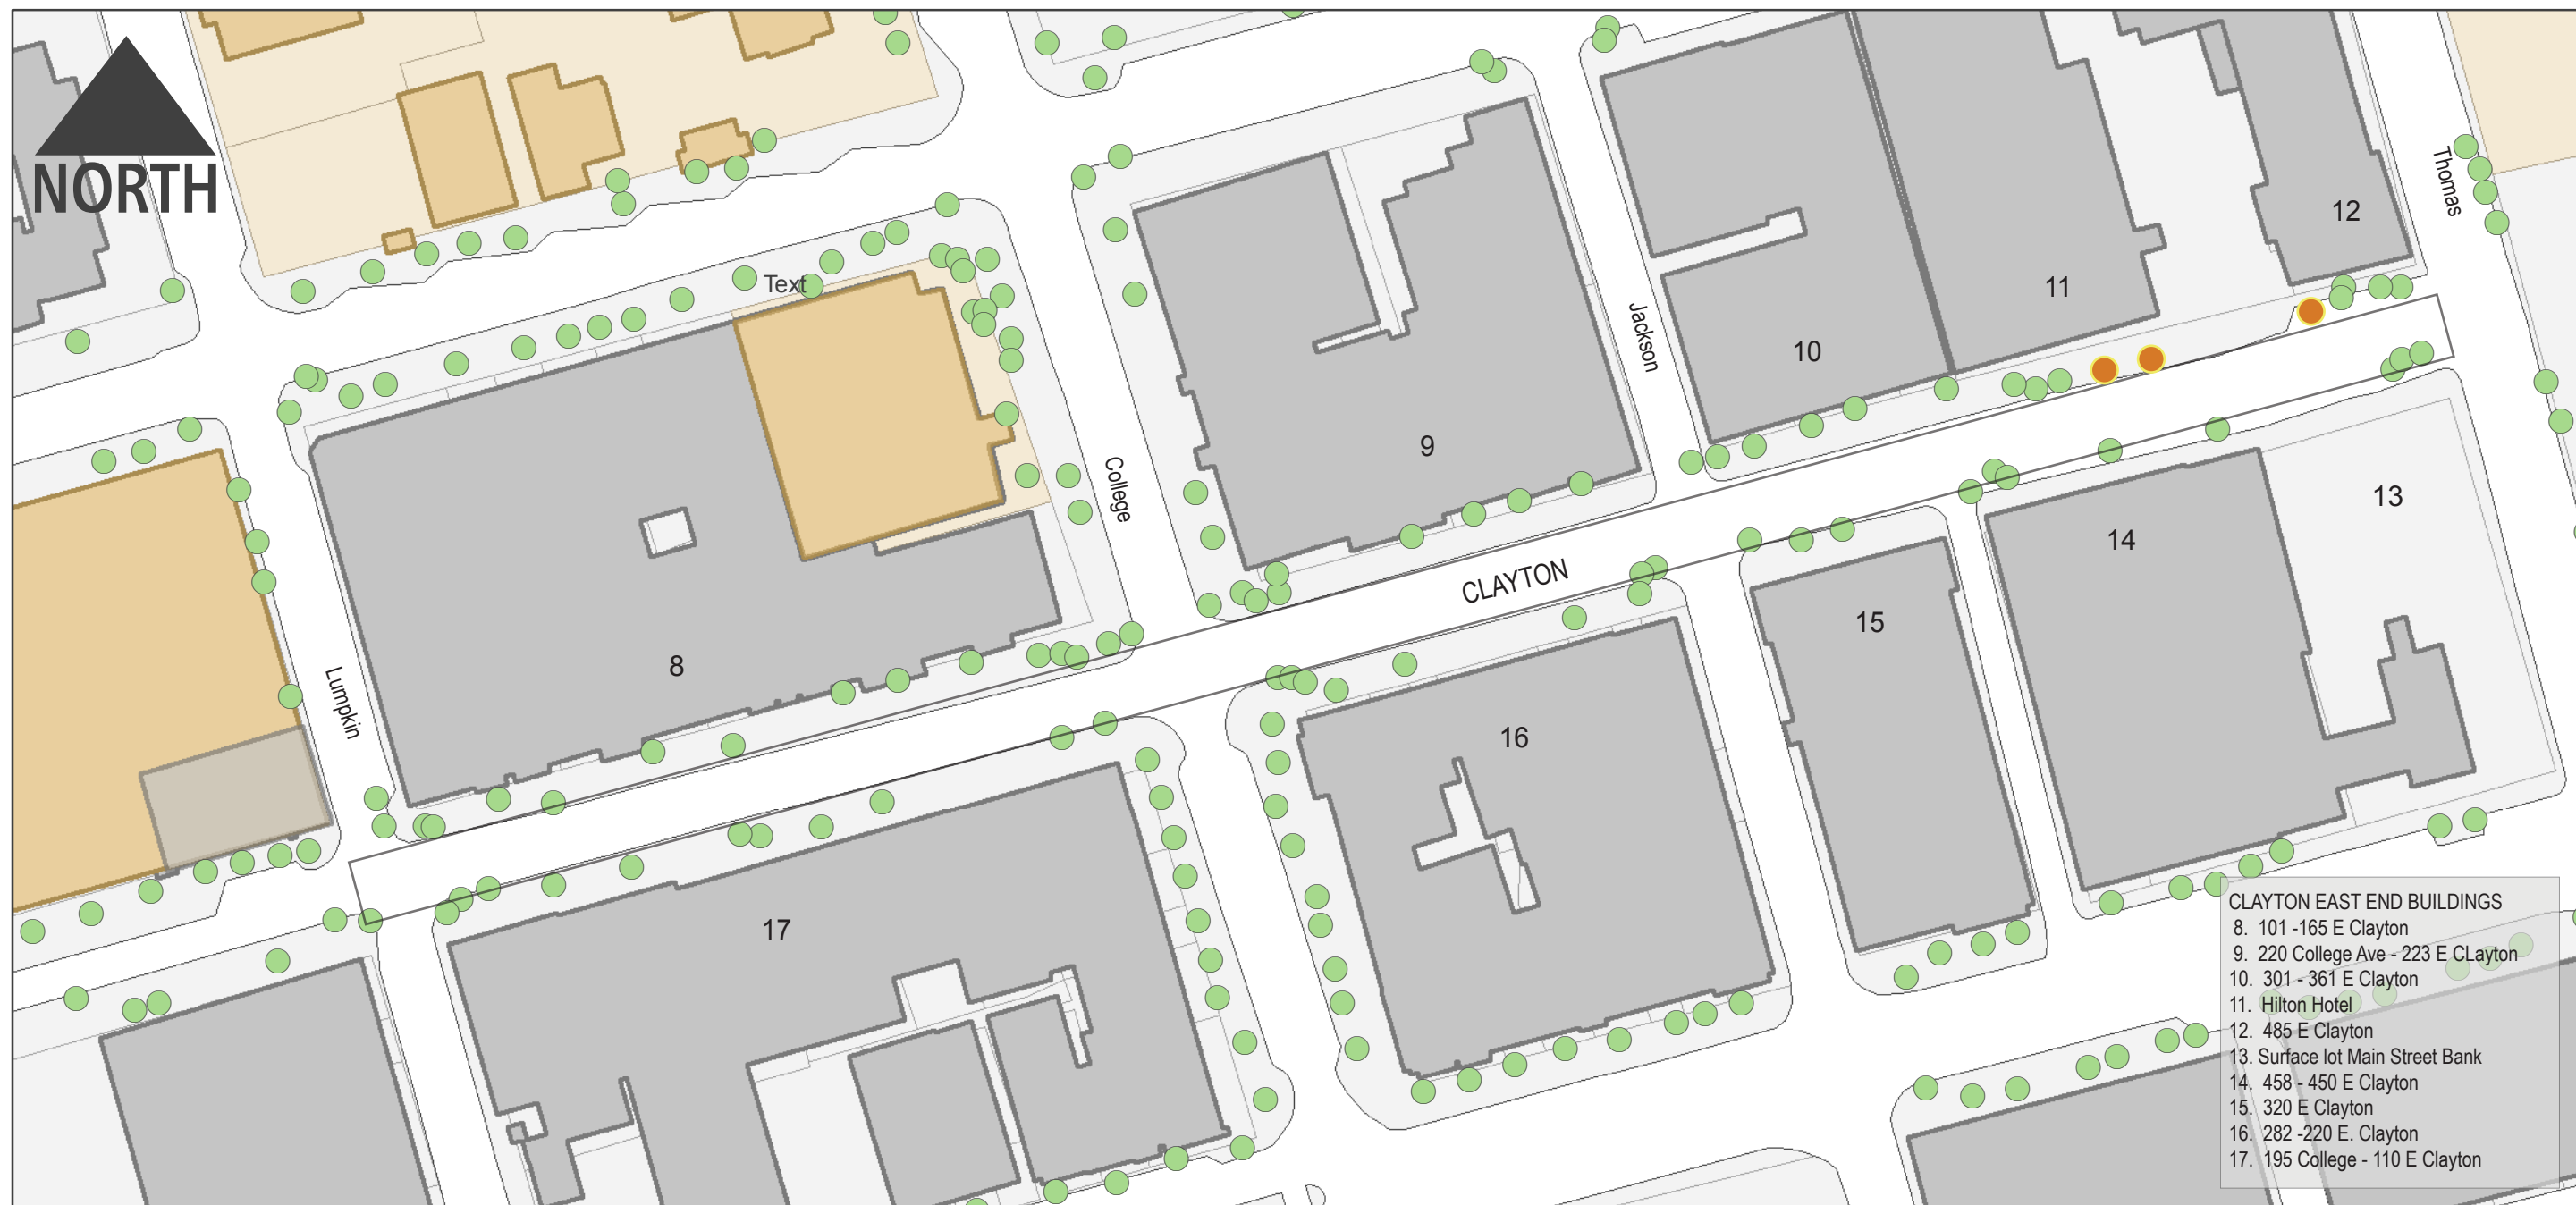 NORTH
Text
Thomas
12
11
Jackson
10
9
College
13
14
CLAYTON
15
8
Lumpkin
16
17
CLAYTON EAST END BUILDINGS
8. 101 -165 E Clayton
9. 220 College Ave - 223 E CLayton
10. 301 - 361 E Clayton
11. Hilton Hotel
12. 485 E Clayton
13. Surface lot Main Street Bank
14. 458 - 450 E Clayton
15. 320 E Clayton
16. 282 -220 E. Clayton
17. 195 College - 110 E Clayton